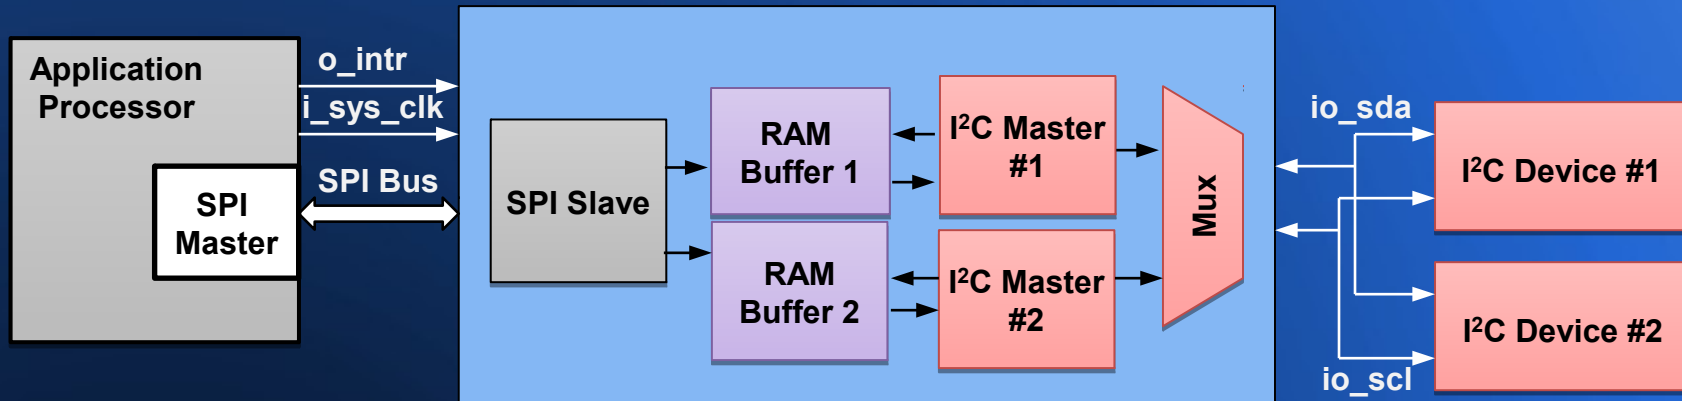 Application
Processor
o_intr
i_sys_clk
SPI Bus
SPI
Master
SPI Slave
RAM
Buffer 1
RAM
Buffer 2
I²C Master
#1
I²C Master
#2
Mux
io_sda
io_scl
I²C Device #1
I²C Device #2